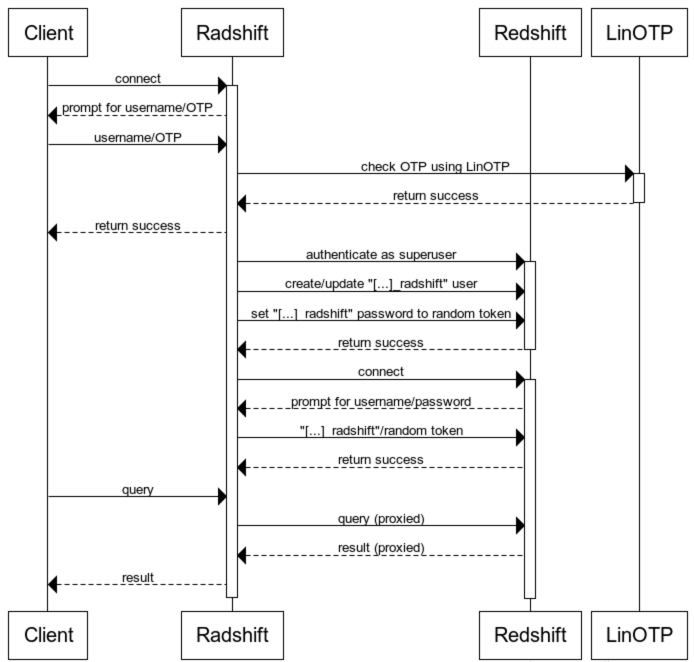 Client Radshift Redshift LinOTP
connect
prompt for username/OTP
username/OTP
check OTP using LinOTP
return success
return success
authenticate as superuser
create/update "[...]_radshift" user
set "[...]_radshift" password to random token
return success
connect
prompt for username/password
"[...]_radshift"/random token
return success
query
query (proxied)
result (proxied)
result
Client Radshift Redshift LinOTP